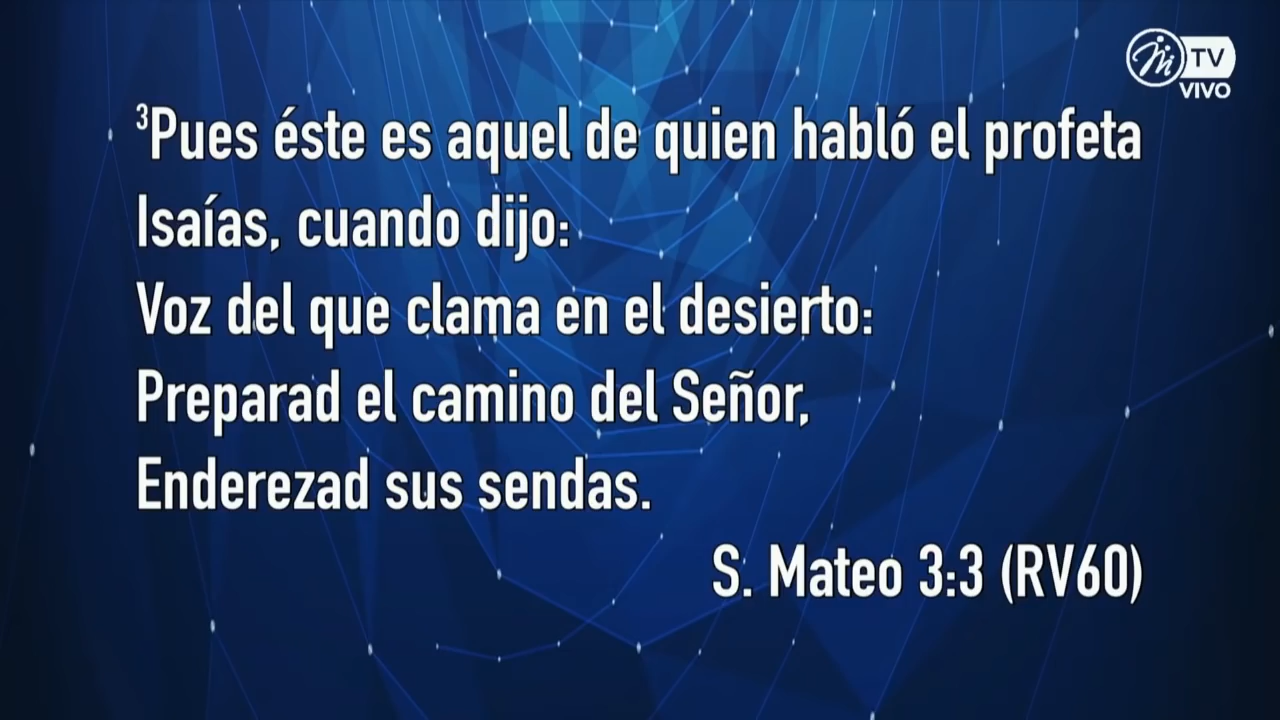 TV
VIVO
³Pues éste es aquel de quien habló el profeta
Isaías, cuando dijo:
Voz del que clama en el desierto:
Preparad el camino del Señor,
Enderezad sus sendas.
S. Mateo 3:3 (RV60)